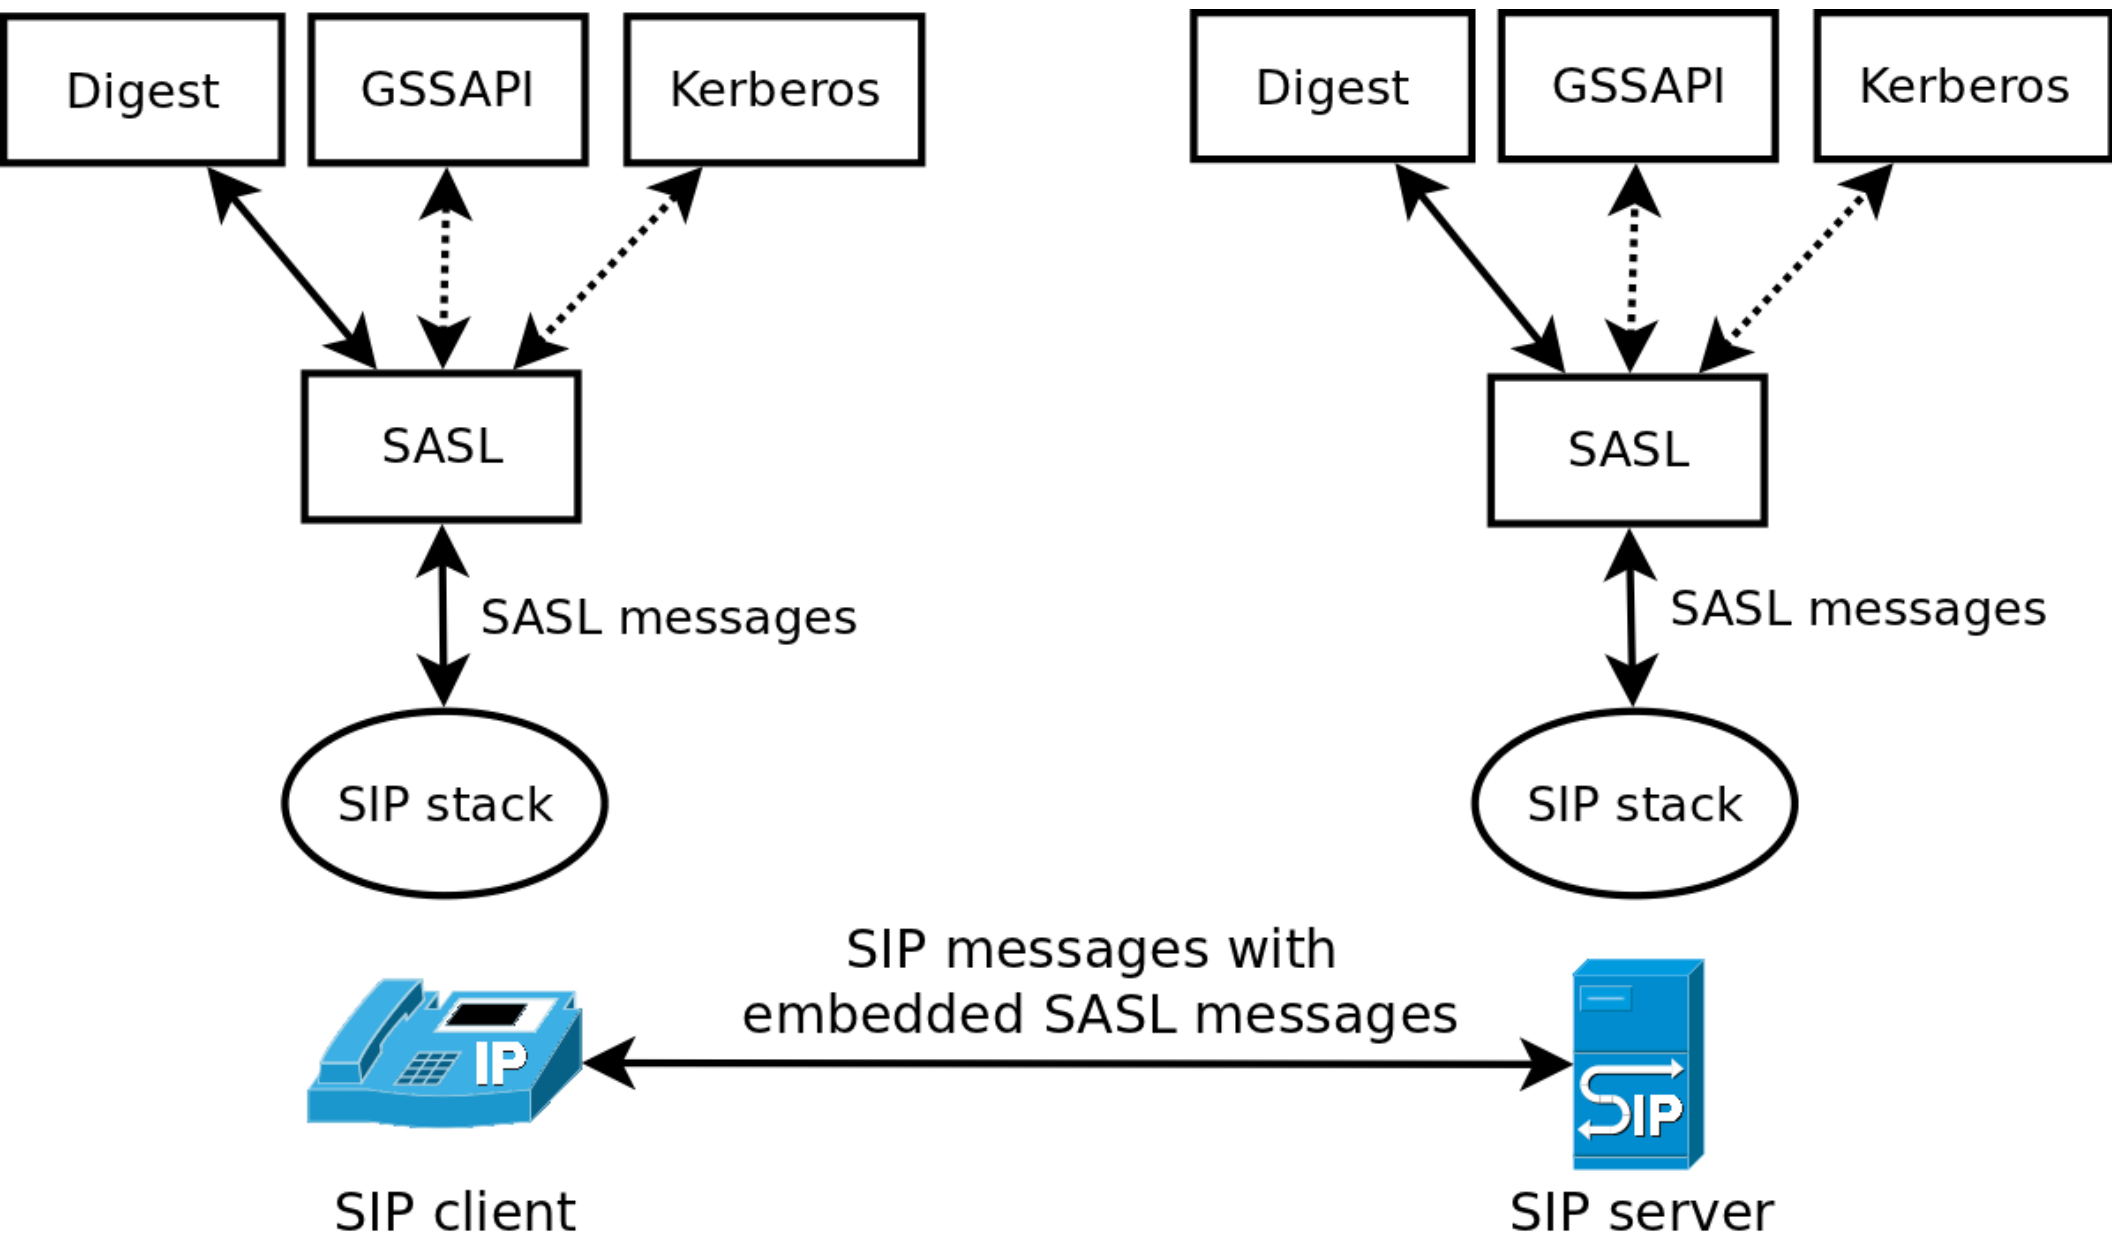 Digest
GSSAPI
Kerberos
Digest
GSSAPI
Kerberos
SASL
SASL
SASL messages
SASL messages
SIP stack
SIP stack
SIP messages with
embedded SASL messages
IP
SIP
SIP client
SIP server